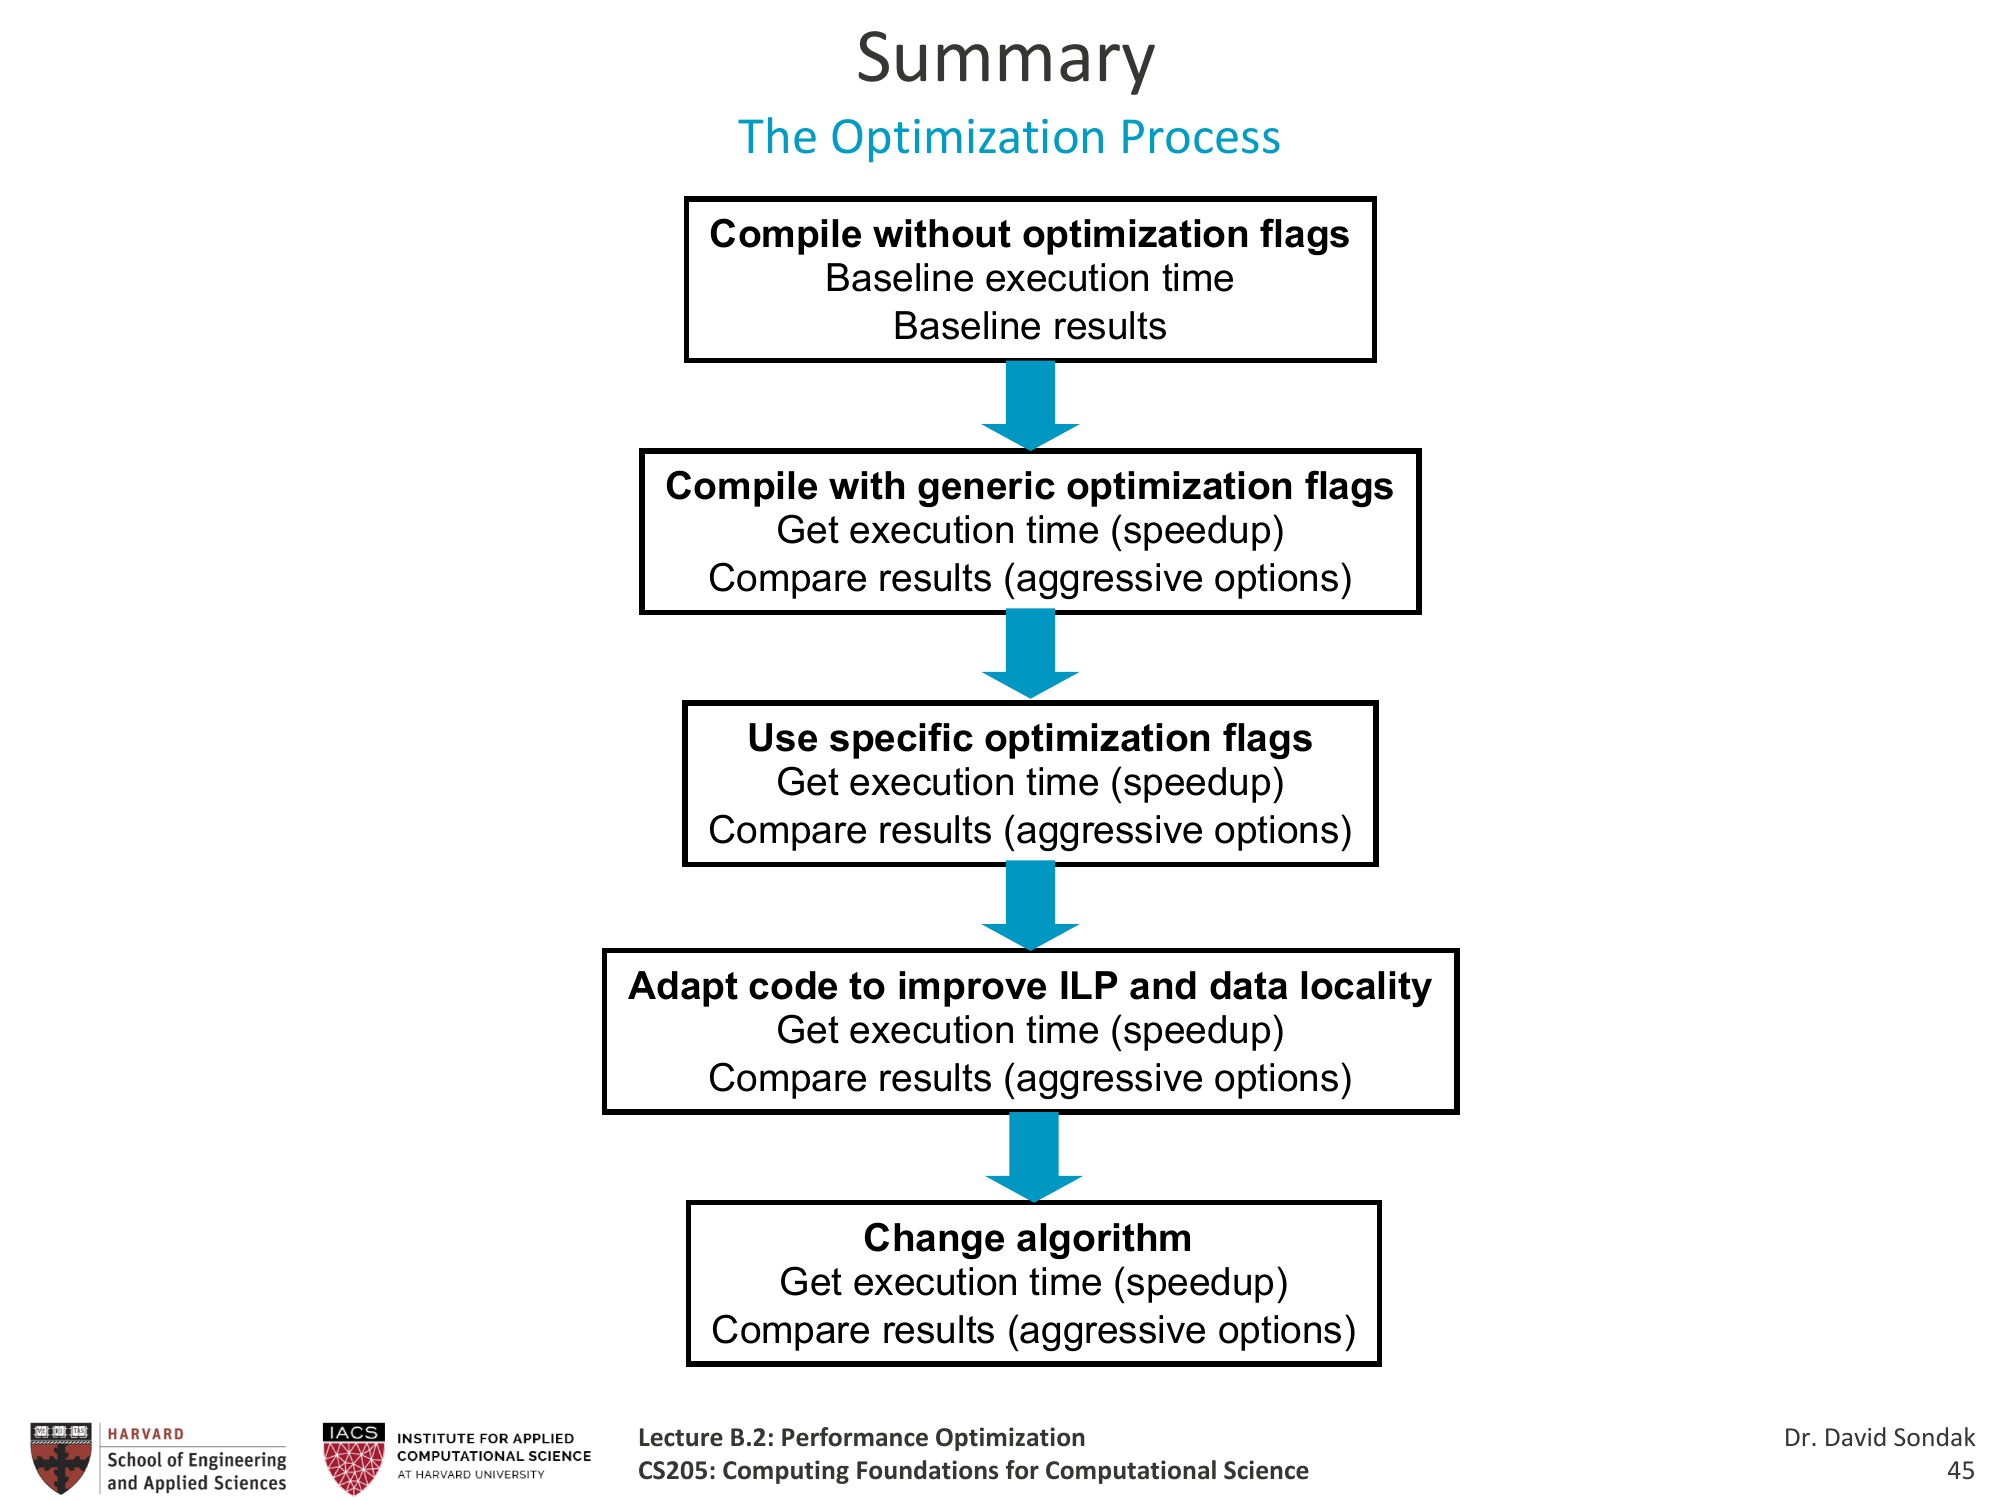 Summary
The Optimization Process
Compile without optimization flags
Baseline execution time
Baseline results
Compile with generic optimization flags
Get execution time (speedup)
Compare results (aggressive options)
Use specific optimization flags
Get execution time (speedup)
Compare results (aggressive options)
Adapt code to improve ILP and data locality
Get execution time (speedup)
Compare results (aggressive options)
Change algorithm
Get execution time (speedup)
Compare results (aggressive options)
HARVARD
School of Engineering
and Applied Sciences
IACS
INSTITUTE FOR APPLIED
COMPUTATIONAL SCIENCE
AT HARVARD UNIVERSITY
Lecture B.2: Performance Optimization
CS205: Computing Foundations for Computational Science
Dr. David Sondak
45